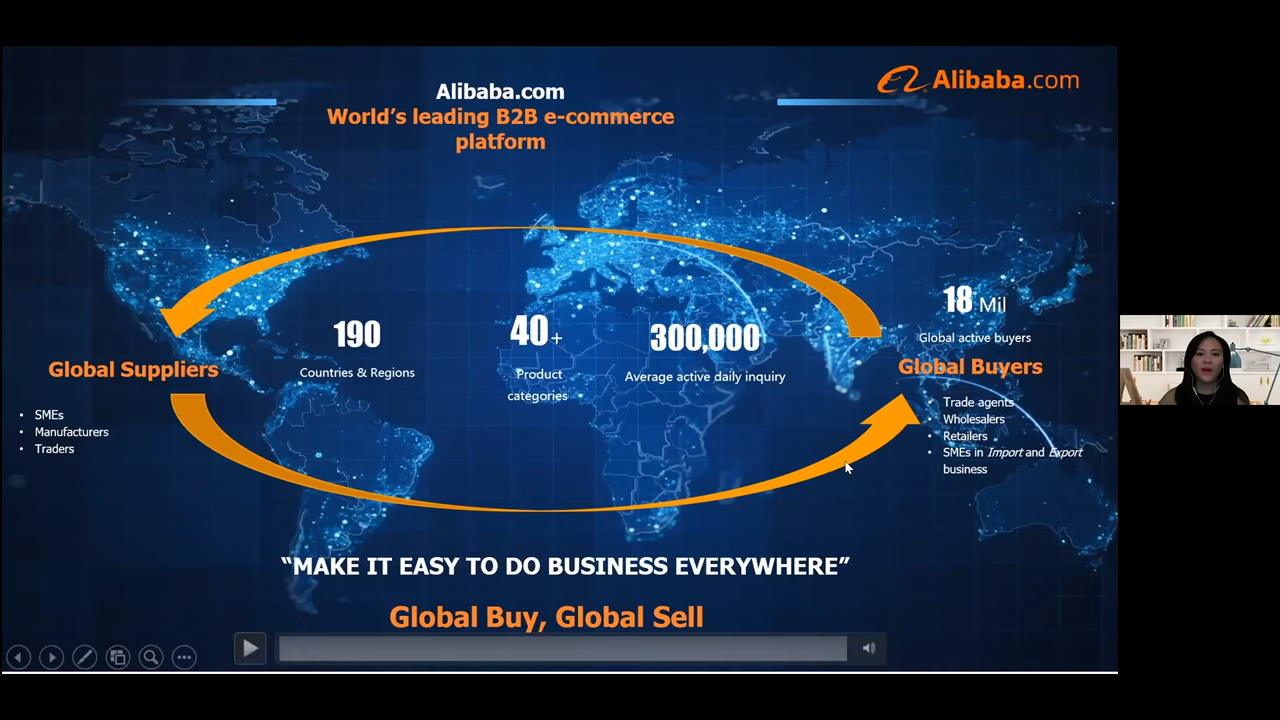 Alibaba.com
Alibaba.com
World's leading B2B e-commerce
platform
18 Mil
Global active buyers
190
Countries & Regions
40+
Product
categories
300,000
Average active daily inquiry
Global Suppliers
• SMEs
• Manufacturers
• Traders
Global Buyers
Trade agents
• Wholesalers
• Retailers
• SMEs in Import and Export
business
“MAKE IT EASY TO DO BUSINESS EVERYWHERE”
Global Buy, Global Sell